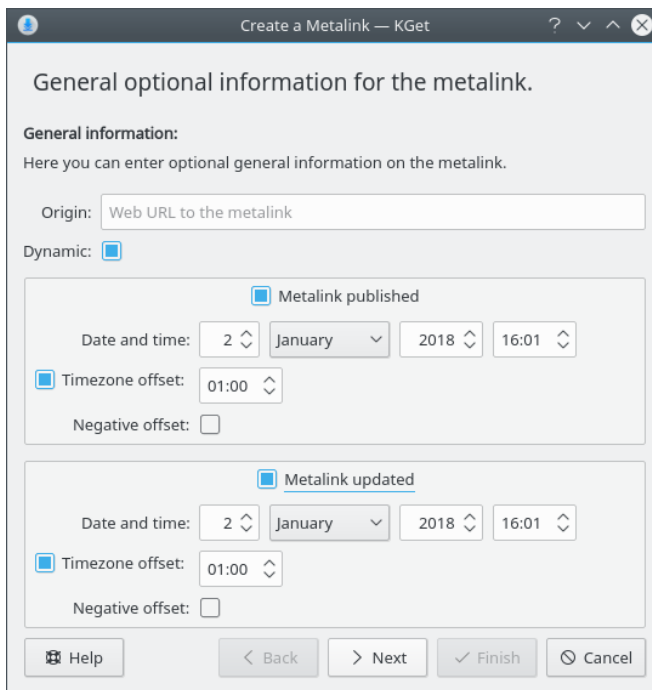 Create a Metalink — KGet
General optional information for the metalink.
General information:
Here you can enter optional general information on the metalink.
Origin: Web URL to the metalink
Dynamic:
Metalink published
Date and time: 2 January 2018 16:01
Timezone offset: 01:00
Negative offset:
Metalink updated
Date and time: 2 January 2018 16:01
Timezone offset: 01:00
Negative offset:
Help Back Next Finish Cancel